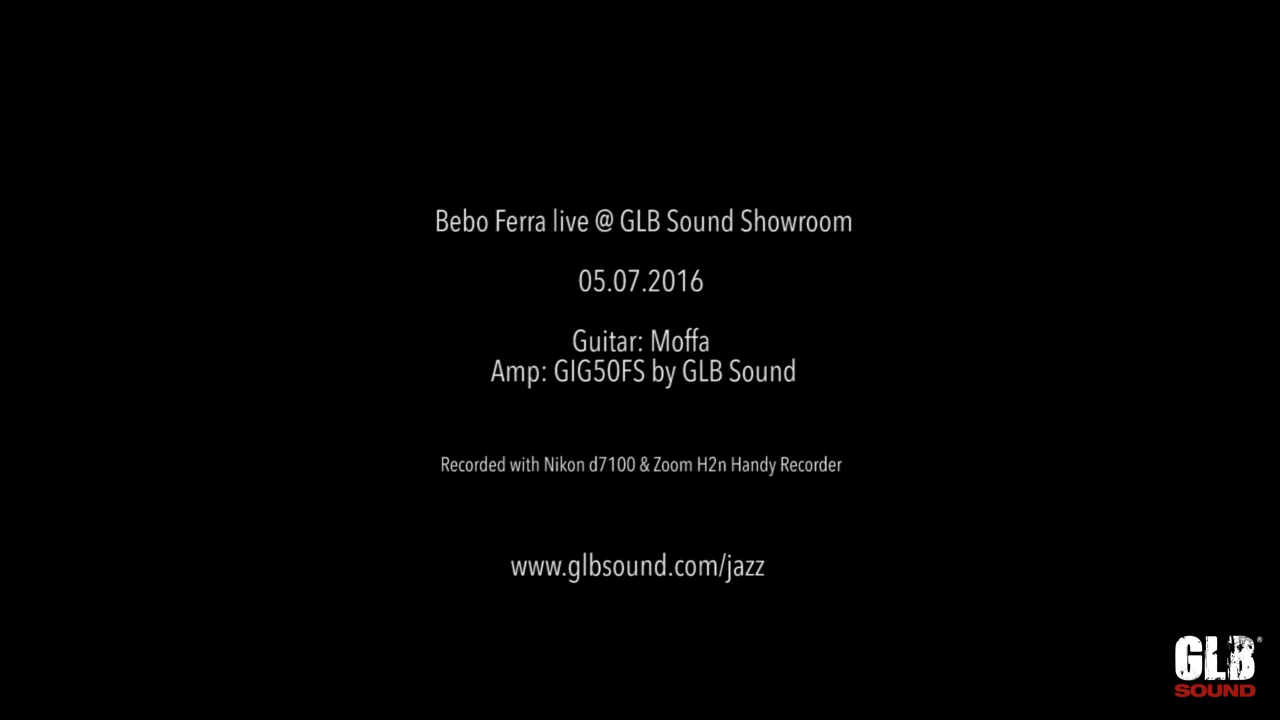 Bebo Ferra live @ GLB Sound Showroom
05.07.2016
Guitar: Moffa
Amp: GIG50FS by GLB Sound
Recorded with Nikon d7100 & Zoom H2n Handy Recorder
www.glbsound.com/jazz
GLB®
SOUND